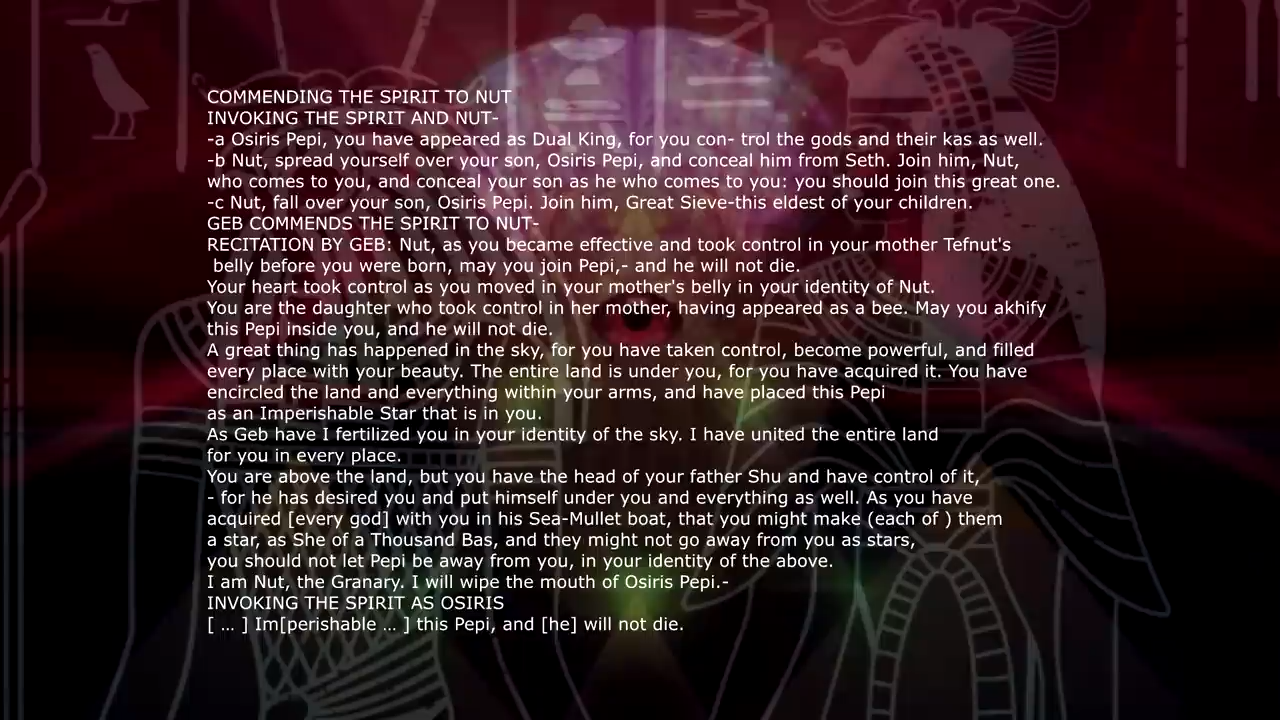 COMMENDING THE SPIRIT TO NUT
INVOKING THE SPIRIT AND NUT-
-a Osiris Pepi, you have appeared as Dual King, for you con- trol the gods and their kas as well.
-b Nut, spread yourself over your son, Osiris Pepi, and conceal him from Seth. Join him, Nut,
who comes to you, and conceal your son as he who comes to you: you should join this great one.
-c Nut, fall over your son, Osiris Pepi. Join him, Great Sieve-this eldest of your children.
GEB COMMENDS THE SPIRIT TO NUT-
RECITATION BY GEB: Nut, as you became effective and took control in your mother Tefnut's
belly before you were born, may you join Pepi,- and he will not die.
Your heart took control as you moved in your mother's belly in your identity of Nut.
You are the daughter who took control in her mother, having appeared as a bee. May you akhify
this Pepi inside you, and he will not die.
A great thing has happened in the sky, for you have taken control, become powerful, and filled
every place with your beauty. The entire land is under you, for you have acquired it. You have
encircled the land and everything within your arms, and have placed this Pepi
as an Imperishable Star that is in you.
As Geb have I fertilized you in your identity of the sky. I have united the entire land
for you in every place.
You are above the land, but you have the head of your father Shu and have control of it,
- for he has desired you and put himself under you and everything as well. As you have
acquired [every god] with you in his Sea-Mullet boat, that you might make (each of ) them
a star, as She of a Thousand Bas, and they might not go away from you as stars,
you should not let Pepi be away from you, in your identity of the above.
I am Nut, the Granary. I will wipe the mouth of Osiris Pepi.-
INVOKING THE SPIRIT AS OSIRIS
[ … ] Im[perishable … ] this Pepi, and [he] will not die.